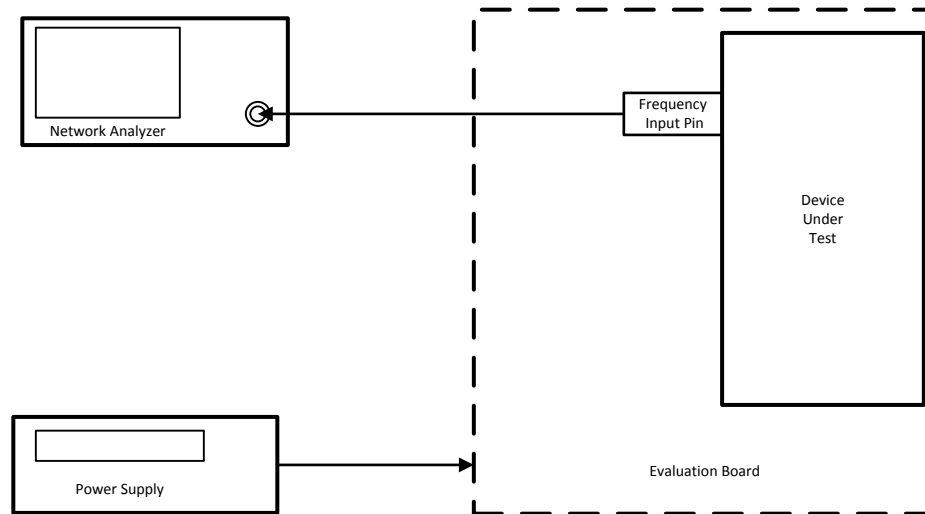 Network Analyzer
Frequency
Input Pin
Device
Under
Test
Power Supply
Evaluation Board